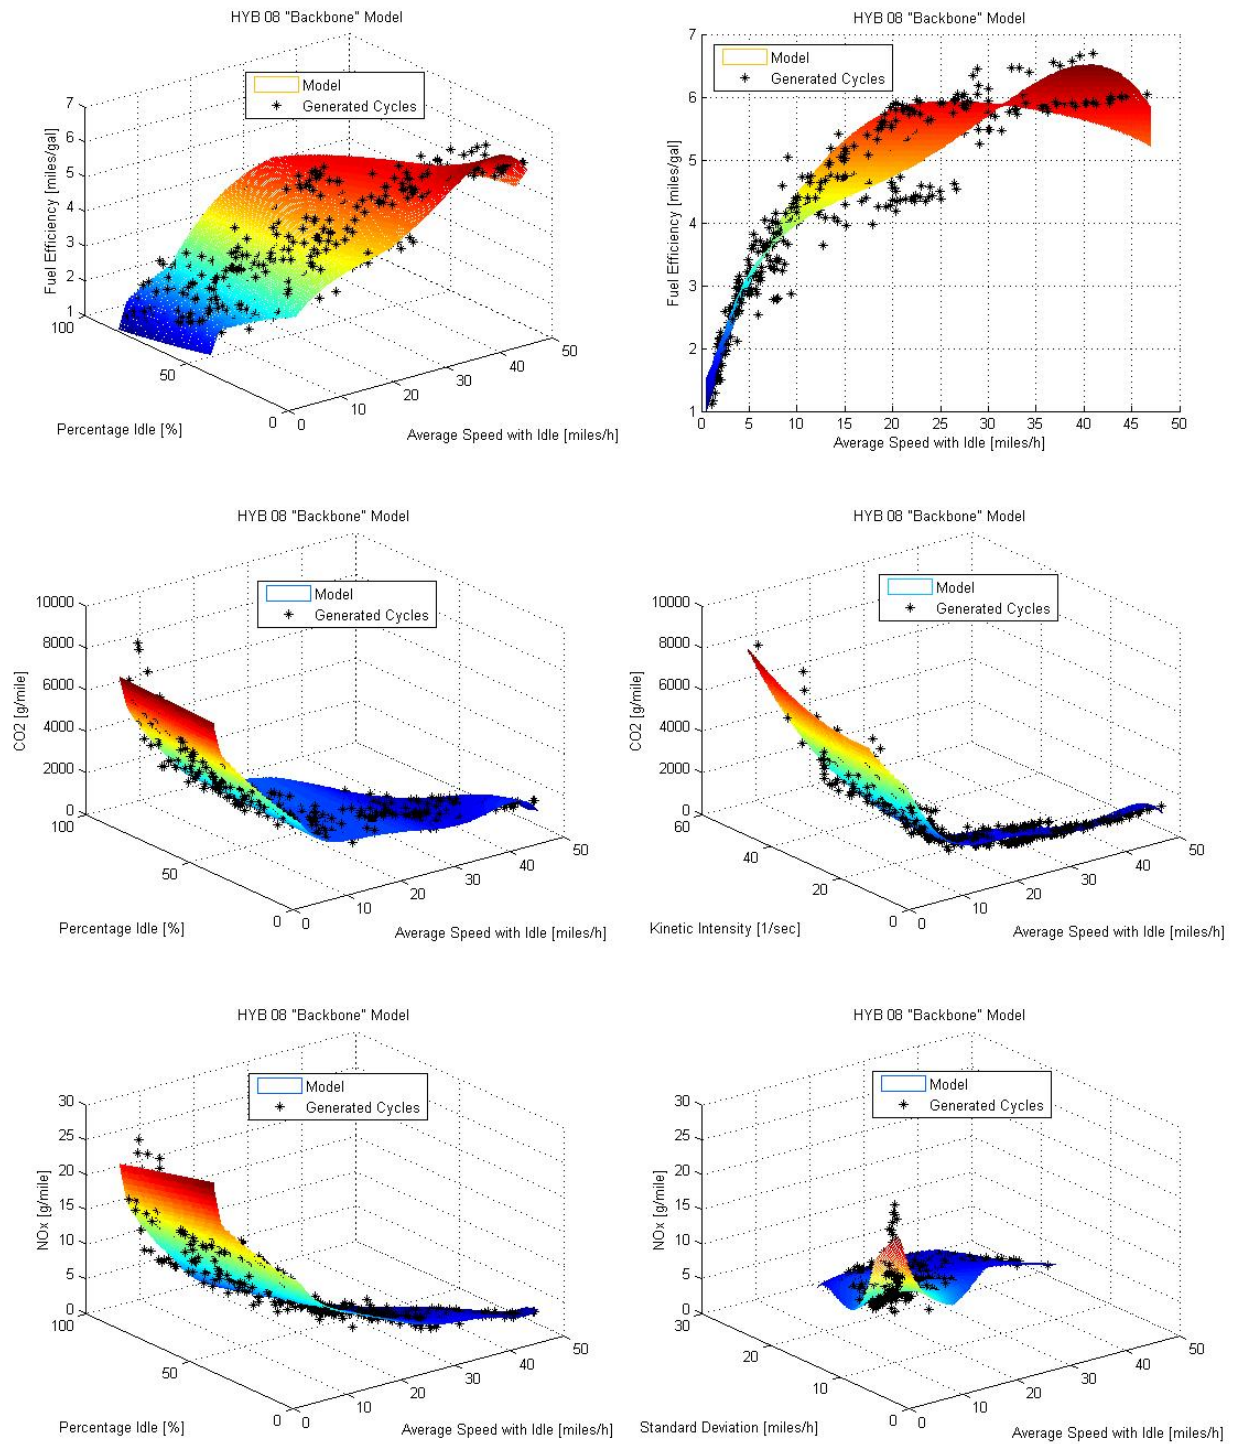 HYB 08 "Backbone" Model
Model
Generated Cycles
7
6
5
4
3
2
1
Fuel Efficiency [miles/gal]
100
50
0
Percentage Idle [%]
0
10
20
30
40
50
Average Speed with Idle [miles/h]
HYB 08 "Backbone" Model
Model
Generated Cycles
7
6
5
4
3
2
1
Fuel Efficiency [miles/gal]
0 5 10 15 20 25 30 35 40 45 50
Average Speed with Idle [miles/h]
HYB 08 "Backbone" Model
Model
Generated Cycles
10000
8000
6000
4000
2000
0
CO2 [g/mile]
100
50
0
Percentage Idle [%]
0
10
20
30
40
50
Average Speed with Idle [miles/h]
HYB 08 "Backbone" Model
Model
Generated Cycles
10000
8000
6000
4000
2000
0
CO2 [g/mile]
60
40
20
0
Kinetic Intensity [1/sec]
0
10
20
30
40
50
Average Speed with Idle [miles/h]
HYB 08 "Backbone" Model
Model
Generated Cycles
30
25
20
15
10
5
0
NOx [g/mile]
100
50
0
Percentage Idle [%]
0
10
20
30
40
50
Average Speed with Idle [miles/h]
HYB 08 "Backbone" Model
Model
Generated Cycles
30
25
20
15
10
5
0
NOx [g/mile]
30
20
10
0
Standard Deviation [miles/h]
0
10
20
30
40
50
Average Speed with Idle [miles/h]